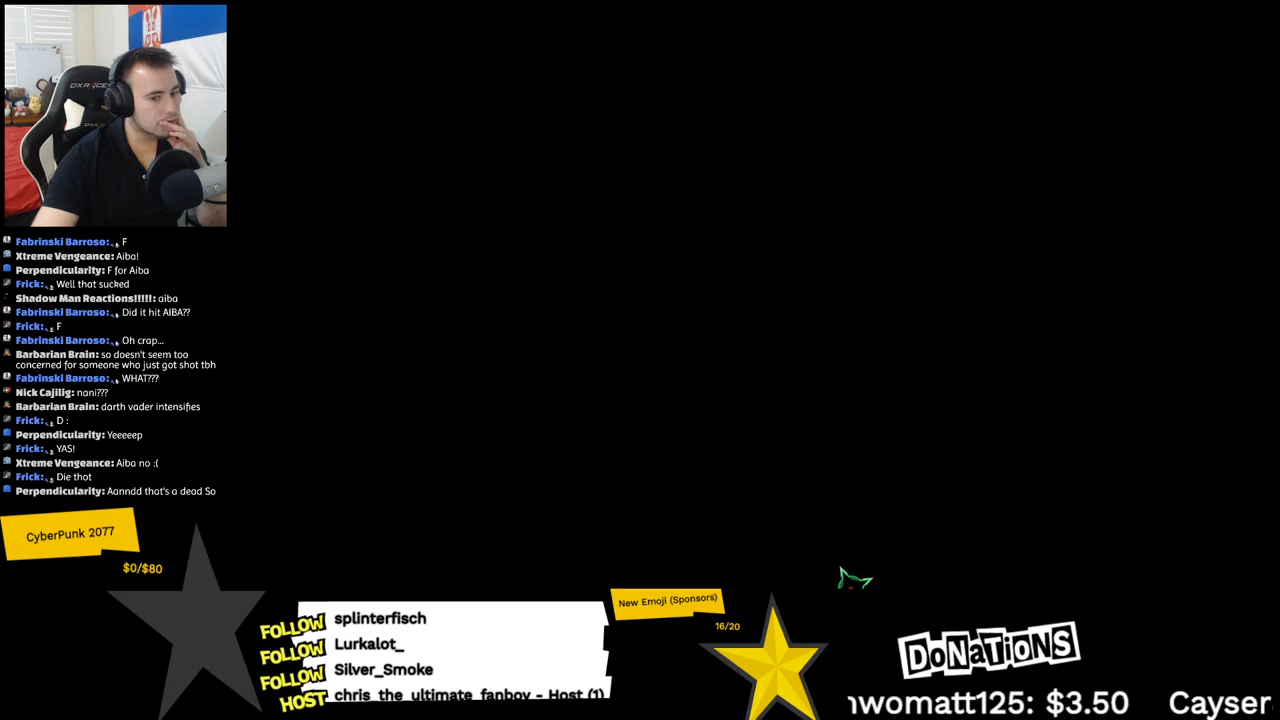 DXRACER
Fabrinski Barroso: F
Xtreme Vengeance: Aiba!
Perpendicularity: F for Aiba
Frick: Well that sucked
Shadow Man Reactions!!!!!: aiba
Fabrinski Barroso: Did it hit AIBA??
Frick: F
Fabrinski Barroso: Oh crap...
Barbarian Brain: so doesn't seem too
concerned for someone who just got shot tbh
Fabrinski Barroso: WHAT???
Nick Cajilig: nani???
Barbarian Brain: darth vader intensifies
Frick: D :
Perpendicularity: Yeeeeep
Frick: YAS!
Xtreme Vengeance: Aiba no :(
Frick: Die thot
Perpendicularity: Aanndd that's a dead So
CyberPunk 2077
$0/$80
FOLLOW splinterfisch
FOLLOW Lurkalot_
FOLLOW Silver_Smoke
HOST chris_the_ultimate_fanboy - Host (1)
New Emoji (Sponsors)
16/20
DoNaTiONS
womatt125: $3.50 Cayser